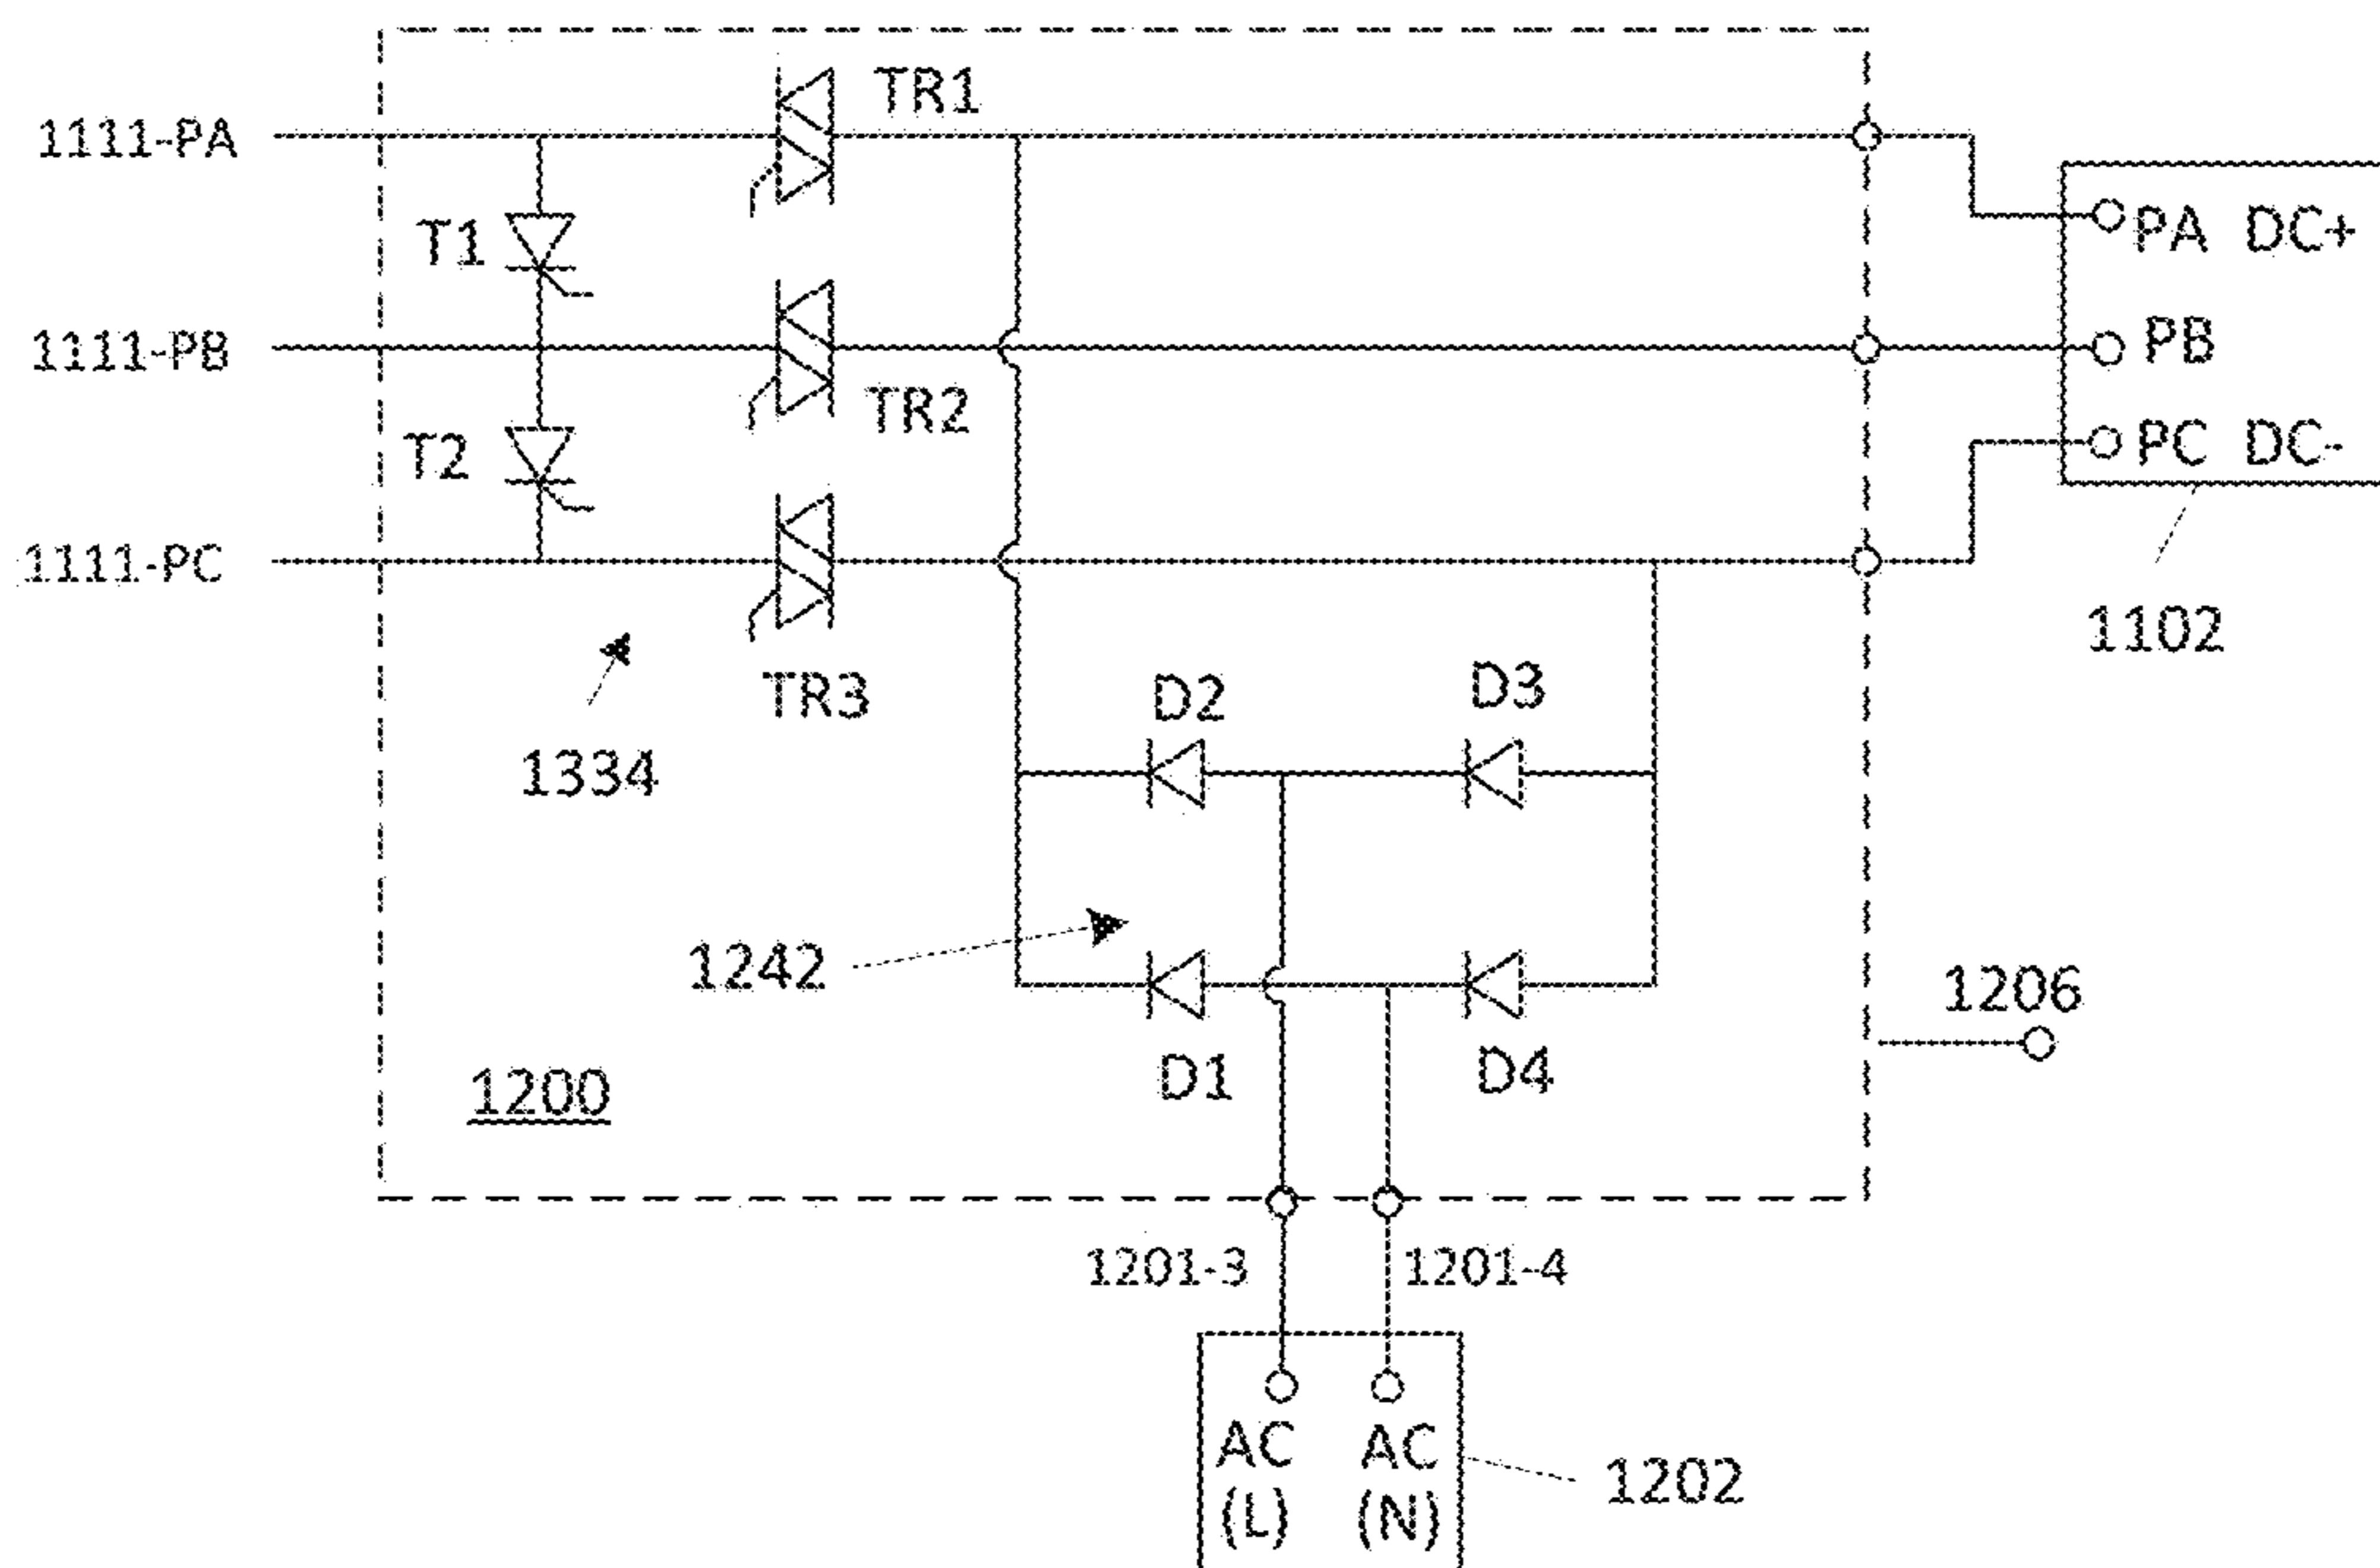 TR1
1111-PA
T1
PA DC+
1111-PB
PB
TR2
T2
PC DC-
1111-PC
1102
TR3
D2
D3
1334
1242
1206
D1
D4
1200
1201-3
1201-4
AC
AC
(L)
(N)
1202